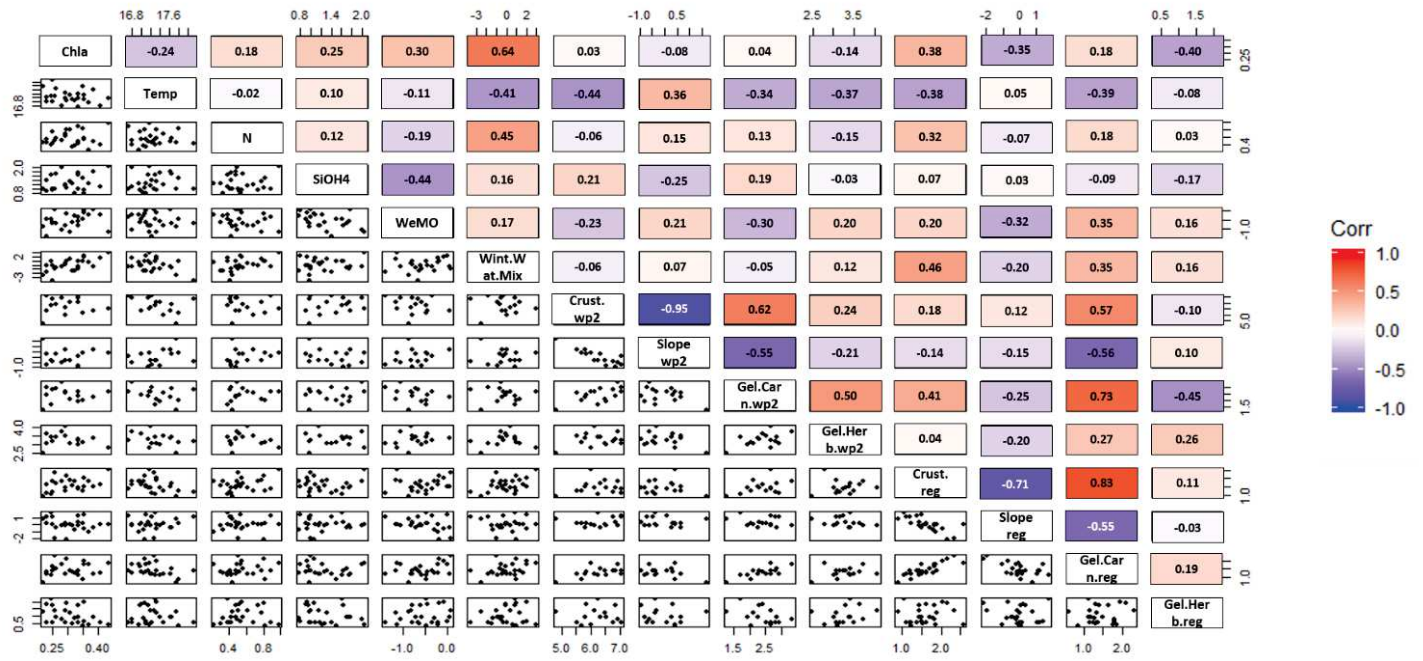 16.8 17.6 0.8 1.4 2.0 -3 0 2 -1.0 0.5 2.5 3.5 -2 0 1 0.5 1.5
Chla -0.24 0.18 0.25 0.30 0.64 0.03 -0.08 0.04 -0.14 0.38 -0.35 0.18 -0.40 0.25
16.8 Temp -0.02 0.10 -0.11 -0.41 -0.44 0.36 -0.34 -0.37 -0.38 0.05 -0.39 -0.08
N 0.12 -0.19 0.45 -0.06 0.15 0.13 -0.15 0.32 -0.07 0.18 0.03 0.4
0.8 2.0 SiOH4 -0.44 0.16 0.21 -0.25 0.19 -0.03 0.07 0.03 -0.09 -0.17
WeMO 0.17 -0.23 0.21 -0.30 0.20 0.20 -0.32 0.35 0.16 -1.0
-3 2 Wint.W
at.Mix -0.06 0.07 -0.05 0.12 0.46 -0.20 0.35 0.16
Crust.
wp2 -0.95 0.62 0.24 0.18 0.12 0.57 -0.10 5.0
-1.0 Slope
wp2 -0.55 -0.21 -0.14 -0.15 -0.56 0.10
Gel.Car
n.wp2 0.50 0.41 -0.25 0.73 -0.45 1.5
2.5 4.0 Gel.Her
b.wp2 0.04 -0.20 0.27 0.26
Crust.
reg -0.71 0.83 0.11 1.0
-2 1 Slope
reg -0.55 -0.03
Gel.Car
n.reg 0.19 1.0
0.5 Gel.Her
b.reg
0.25 0.40 0.4 0.8 -1.0 0.0 5.0 6.0 7.0 1.5 2.5 1.0 2.0 1.0 2.0
Corr
1.0
0.5
0.0
-0.5
-1.0